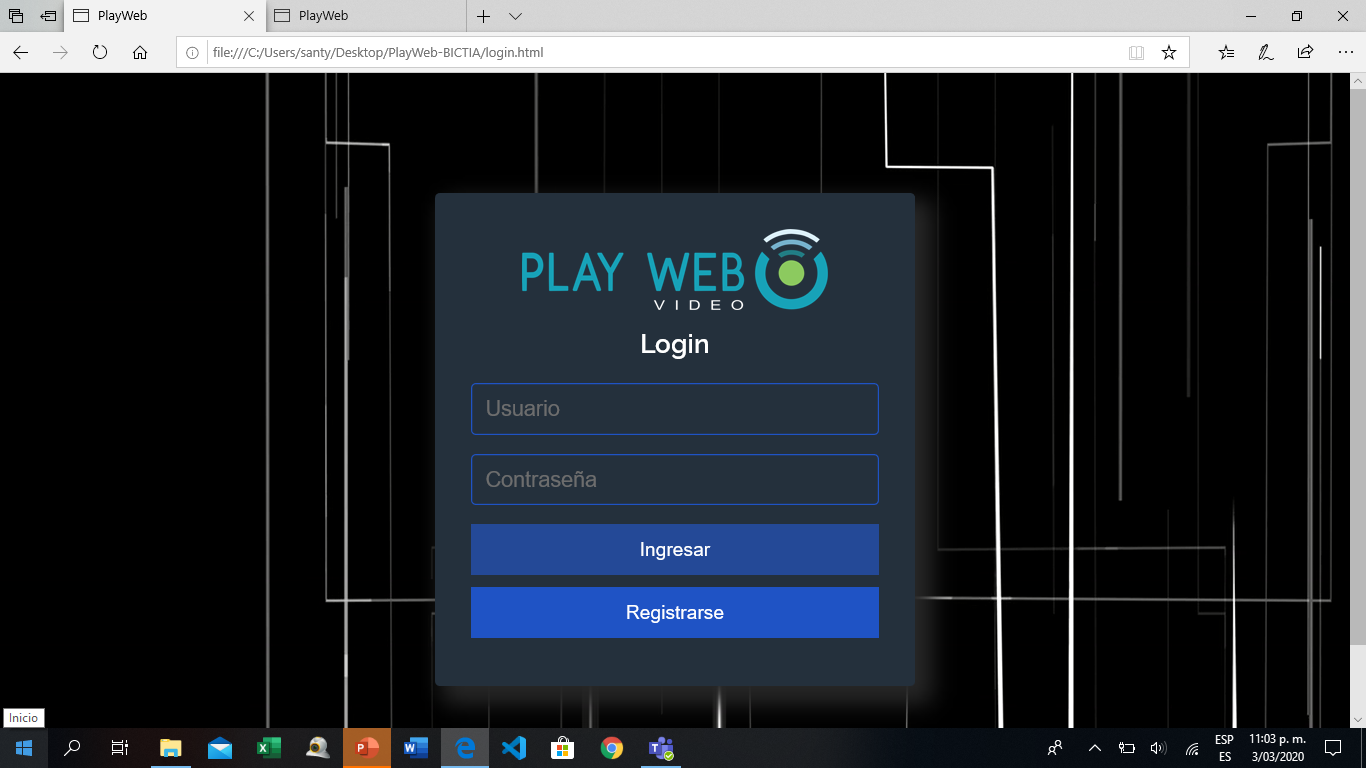 PlayWeb
PlayWeb
file:///C:/Users/santy/Desktop/PlayWeb-BICTIA/login.html
PLAY WEB
VIDEO
Login
Usuario
Contraseña
Ingresar
Registrarse
Inicio
ESP
ES
11:03 p. m.
3/03/2020